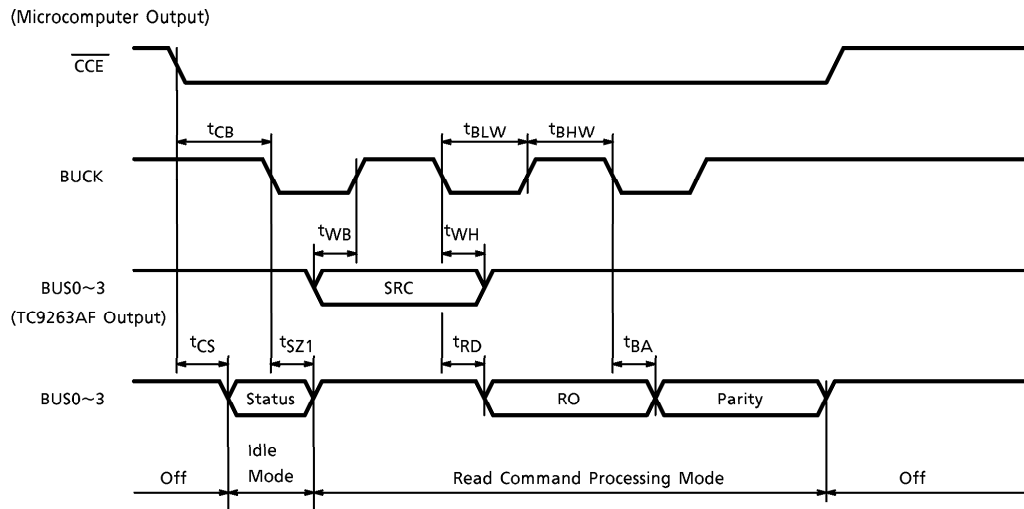 (Microcomputer Output)
CCE
tCB
tBLW
tBHW
BUCK
tWB
tWH
BUS0~3
SRC
(TC9263AF Output)
tCS
tSZ1
tRD
tBA
BUS0~3
Status
RO
Parity
Idle
Mode
Off
Read Command Processing Mode
Off